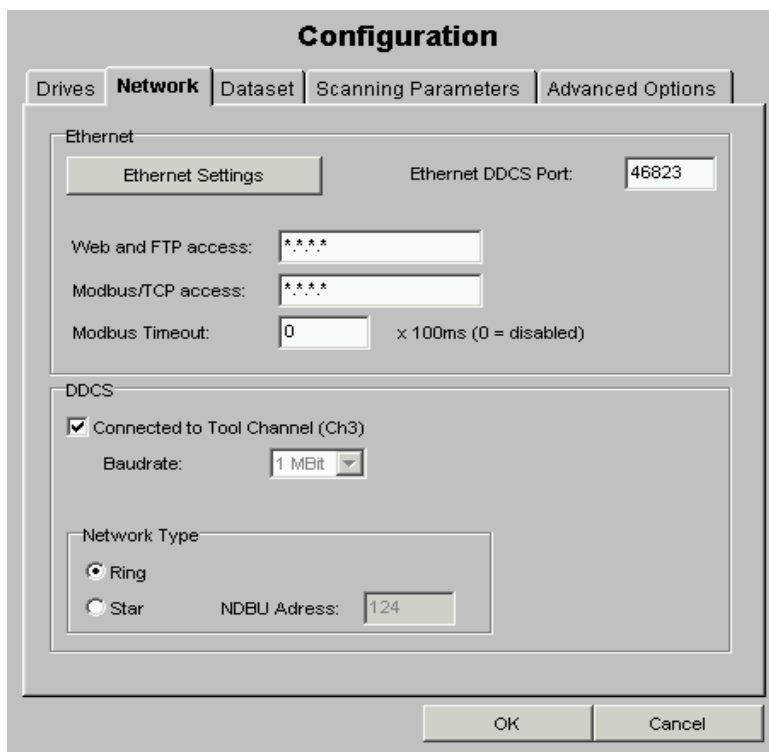 Configuration
Drives Network Dataset Scanning Parameters Advanced Options
Ethernet
Ethernet Settings Ethernet DDCS Port: 46823
Web and FTP access: *.*.*.*
Modbus/TCP access: *.*.*.*
Modbus Timeout: 0 x 100ms (0 = disabled)
DDCS
Connected to Tool Channel (Ch3)
Baudrate: 1 MBit
Network Type
Ring
Star NDBU Adress: 124
OK Cancel